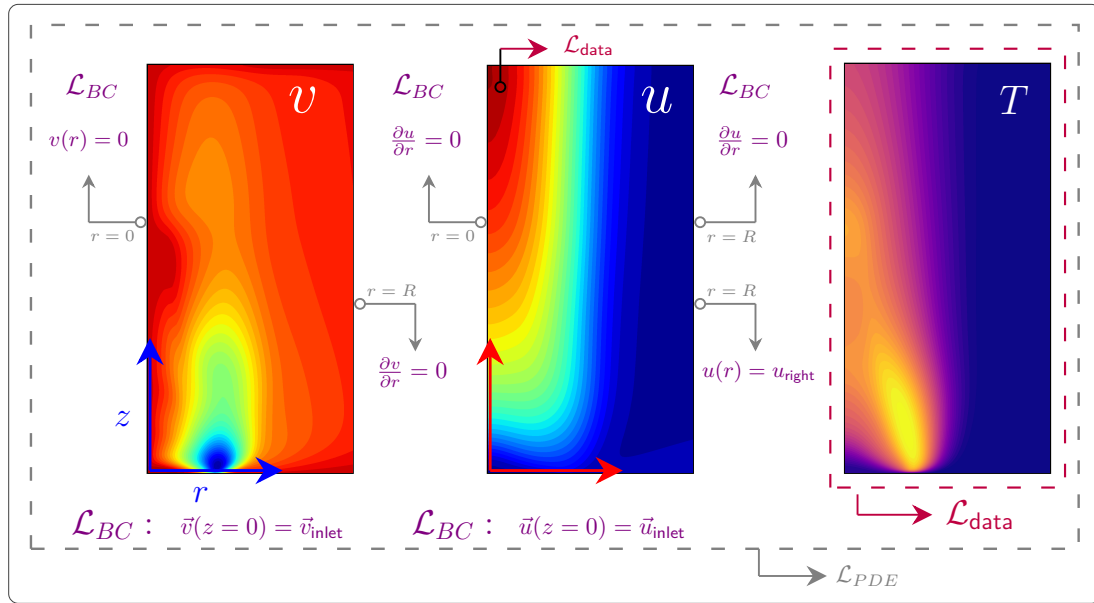 𝓛_data
𝓛_BC
v
𝓛_BC
u
𝓛_BC
T
v(r) = 0
∂u/∂r = 0
∂u/∂r = 0
r = 0
r = 0
r = R
r = R
r = R
∂v/∂r = 0
u(r) = u_right
z
r
𝓛_BC : v⃗(z = 0) = v⃗_inlet
𝓛_BC : u⃗(z = 0) = u⃗_inlet
𝓛_data
𝓛_PDE